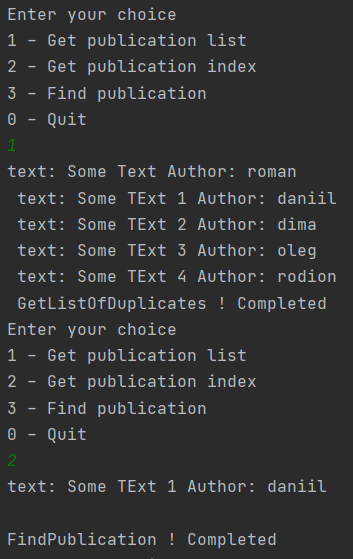 Enter your choice
1 – Get publication list
2 – Get publication index
3 – Find publication
0 – Quit
1
text: Some Text Author: roman
text: Some TExt 1 Author: daniil
text: Some TExt 2 Author: dima
text: Some TExt 3 Author: oleg
text: Some TExt 4 Author: rodion
GetListOfDuplicates ! Completed
Enter your choice
1 – Get publication list
2 – Get publication index
3 – Find publication
0 – Quit
2
text: Some TExt 1 Author: daniil
FindPublication ! Completed